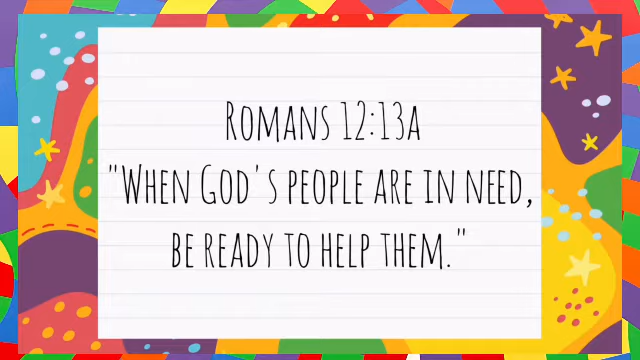 Romans 12:13a
"When God's people are in need,
be ready to help them."